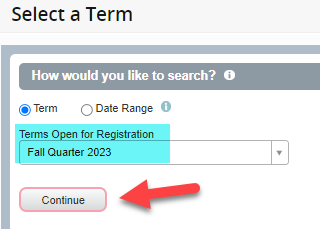 Select a Term
How would you like to search?
Term Date Range
Terms Open for Registration
Fall Quarter 2023
Continue